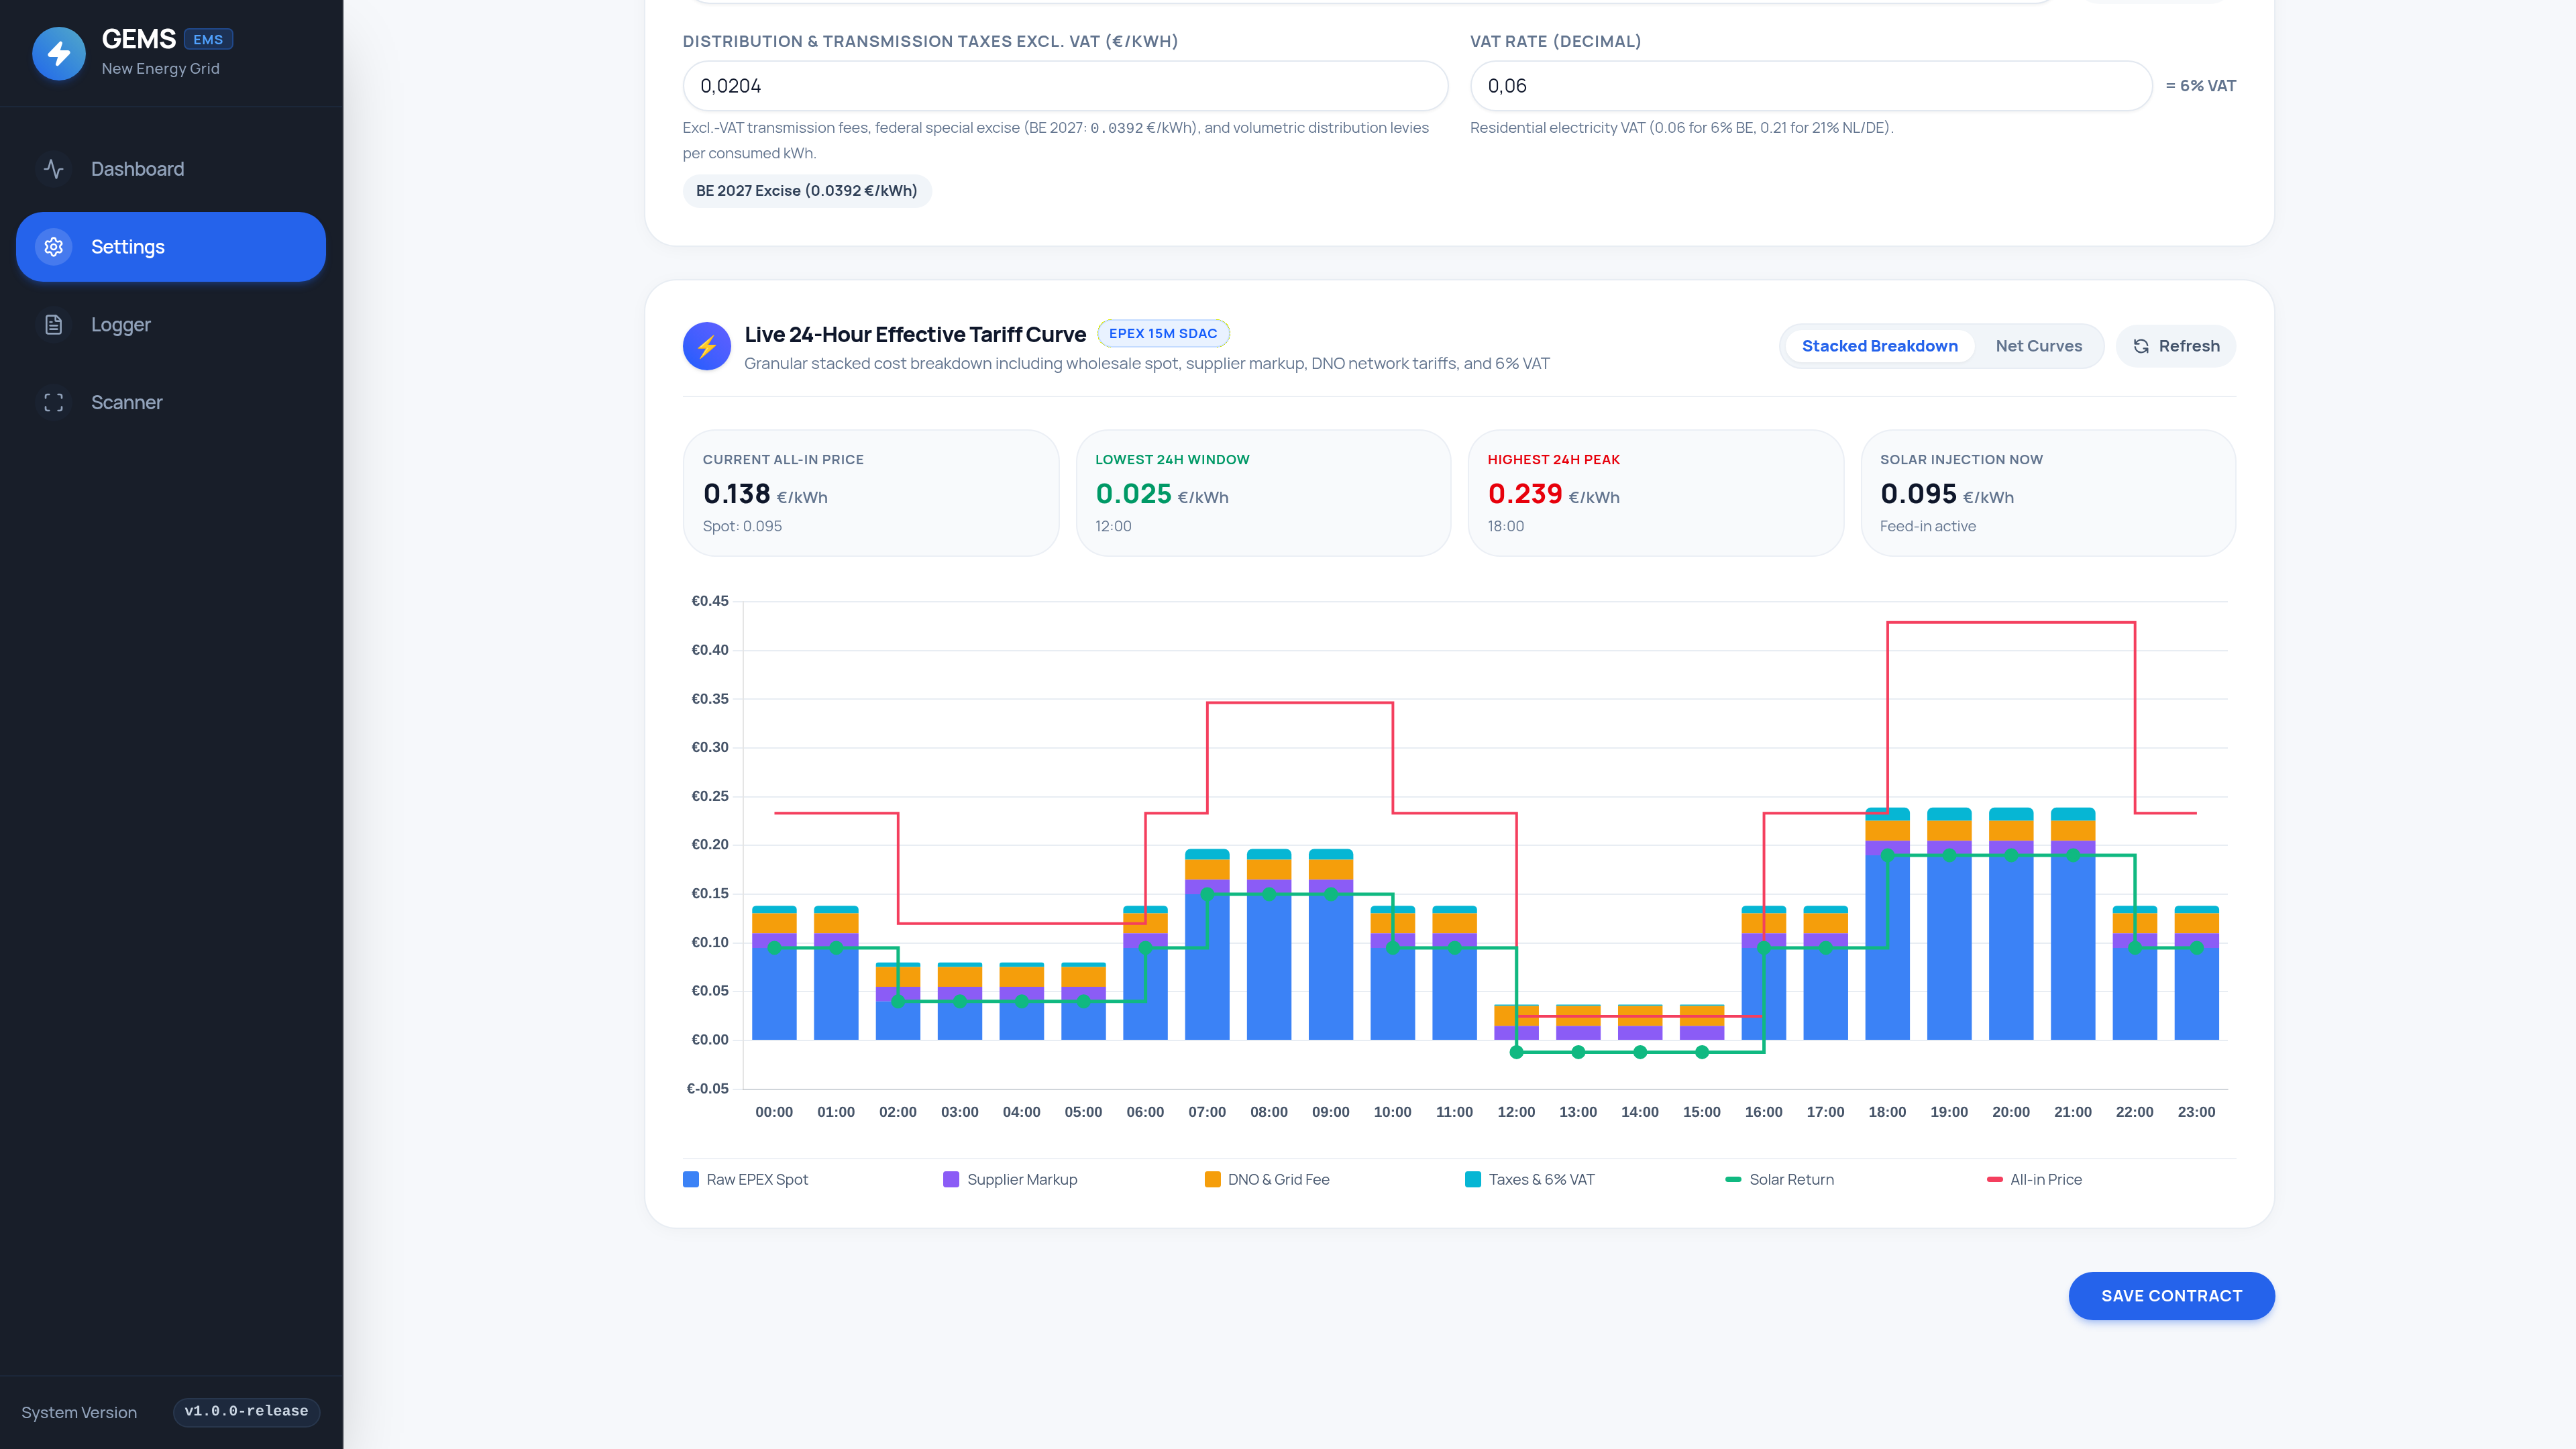 GEMS EMS
New Energy Grid
Dashboard
Settings
Logger
Scanner
System Version v1.0.0-release
DISTRIBUTION & TRANSMISSION TAXES EXCL. VAT (€/KWH)
0,0204
Excl.-VAT transmission fees, federal special excise (BE 2027: 0.0392 €/kWh), and volumetric distribution levies
per consumed kWh.
BE 2027 Excise (0.0392 €/kWh)
VAT RATE (DECIMAL)
0,06 = 6% VAT
Residential electricity VAT (0.06 for 6% BE, 0.21 for 21% NL/DE).
Live 24-Hour Effective Tariff Curve EPEX 15M SDAC
Granular stacked cost breakdown including wholesale spot, supplier markup, DNO network tariffs, and 6% VAT
Stacked Breakdown Net Curves Refresh
CURRENT ALL-IN PRICE
0.138 €/kWh
Spot: 0.095
LOWEST 24H WINDOW
0.025 €/kWh
12:00
HIGHEST 24H PEAK
0.239 €/kWh
18:00
SOLAR INJECTION NOW
0.095 €/kWh
Feed-in active
€0.45
€0.40
€0.35
€0.30
€0.25
€0.20
€0.15
€0.10
€0.05
€0.00
€-0.05
00:00 01:00 02:00 03:00 04:00 05:00 06:00 07:00 08:00 09:00 10:00 11:00 12:00 13:00 14:00 15:00 16:00 17:00 18:00 19:00 20:00 21:00 22:00 23:00
Raw EPEX Spot Supplier Markup DNO & Grid Fee Taxes & 6% VAT Solar Return All-in Price
SAVE CONTRACT